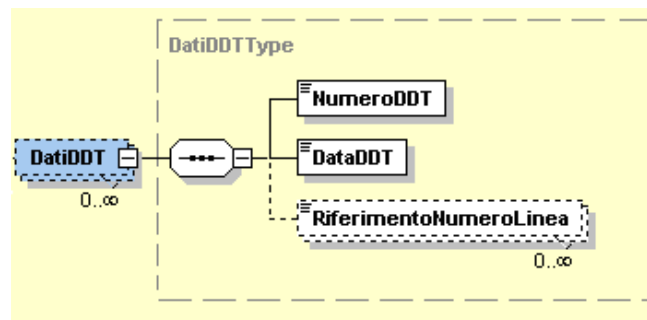 DatiDDTType
NumeroDDT
DatiDDT
DataDDT
0..∞
RiferimentoNumeroLinea
0..∞